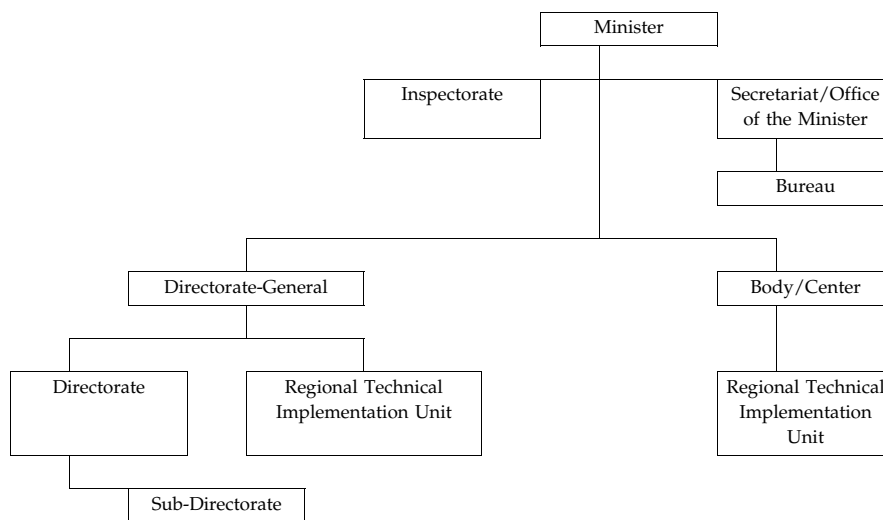 Minister
Inspectorate
Secretariat/Office
of the Minister
Bureau
Directorate-General
Body/Center
Directorate
Regional Technical
Implementation Unit
Regional Technical
Implementation
Unit
Sub-Directorate